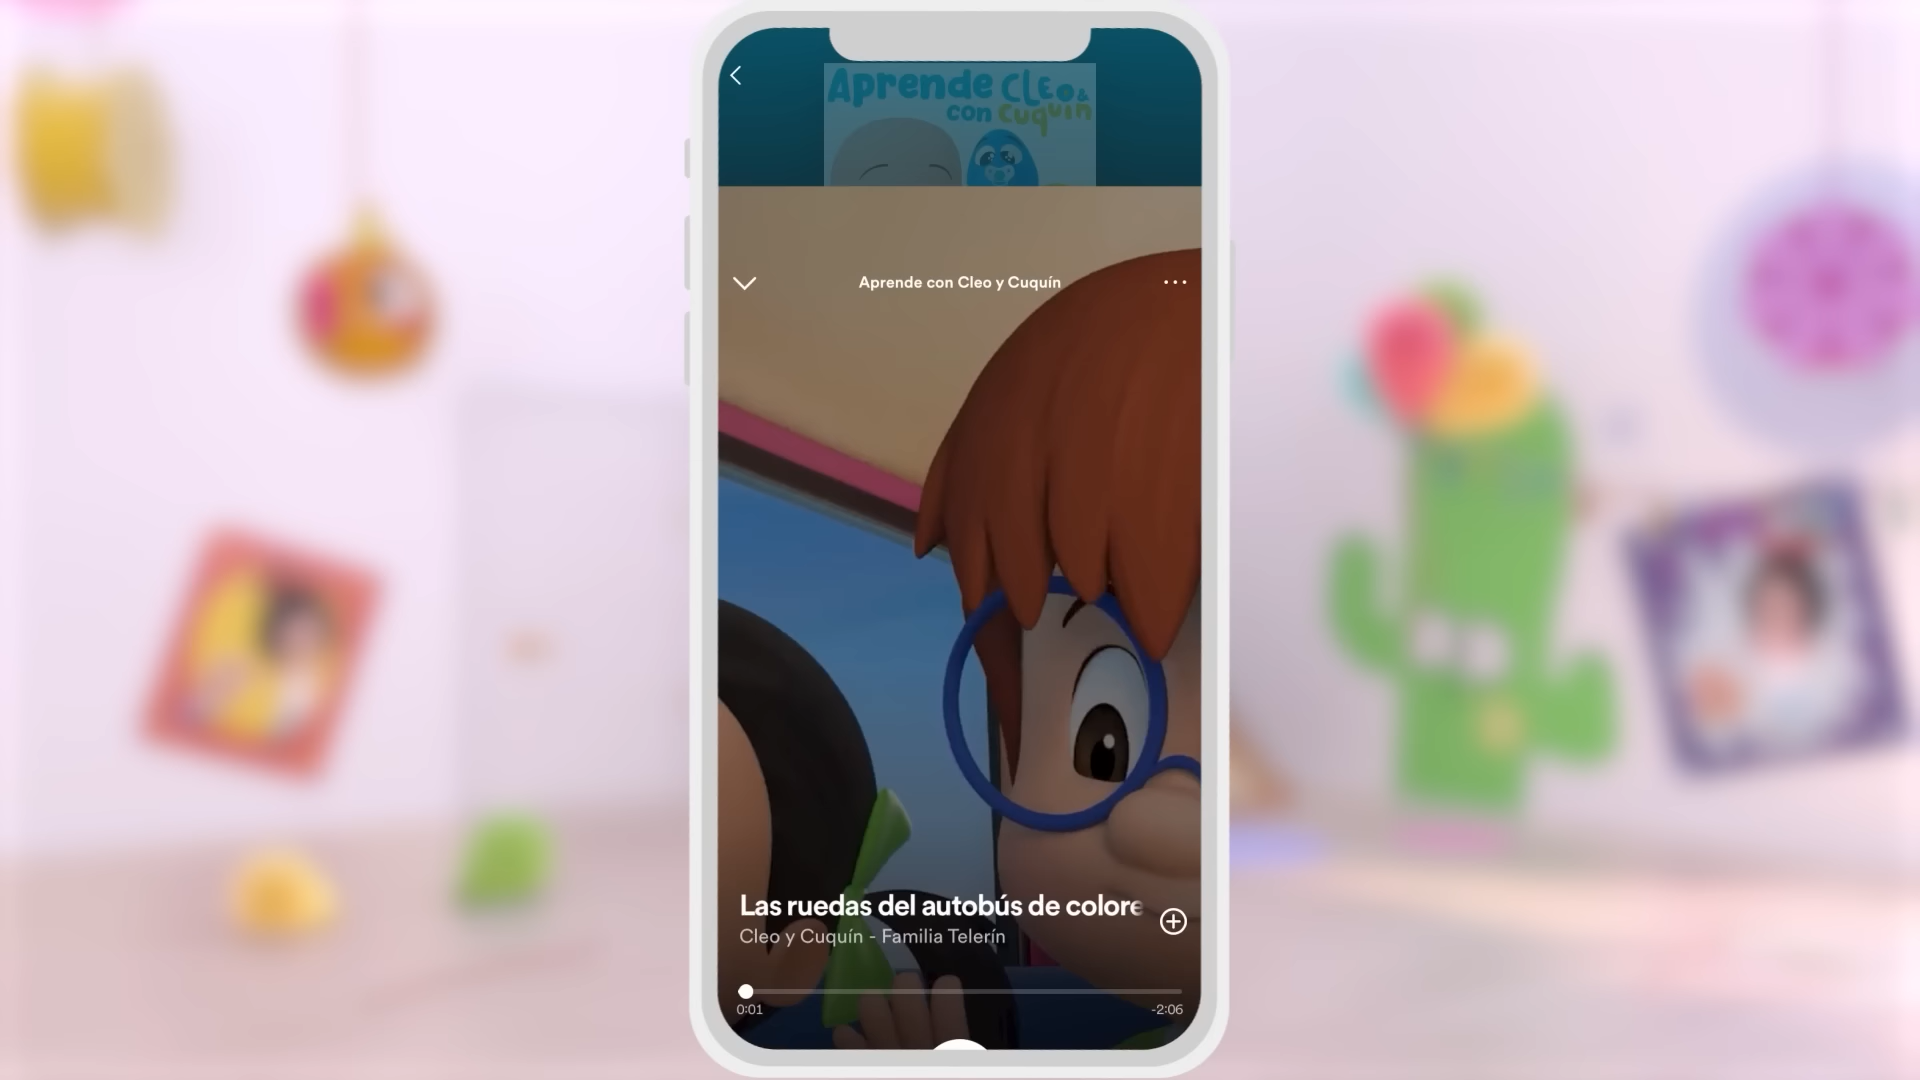 Aprende CLEO &
con cuquín
Aprende con Cleo y Cuquín
Las ruedas del autobús de colore
Cleo y Cuquín - Familia Telerín
0:01
-2:06